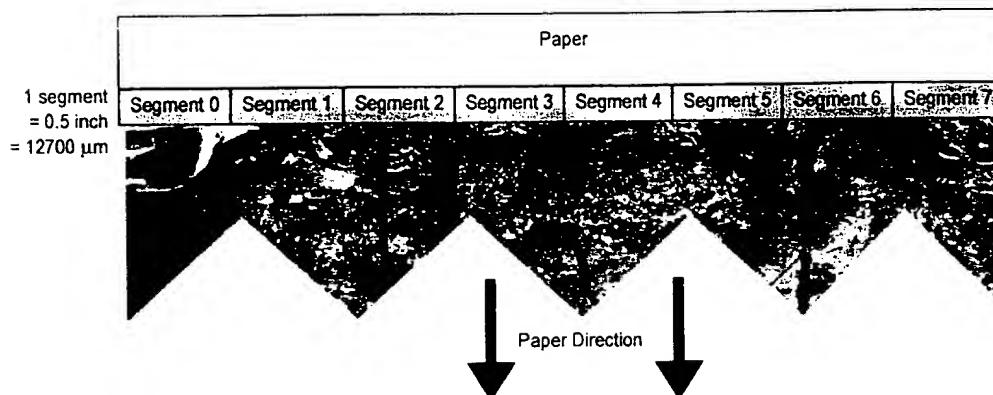 Paper
1 segment
= 0.5 inch
= 12700 µm
Segment 0 Segment 1 Segment 2 Segment 3 Segment 4 Segment 5 Segment 6 Segment 7
Paper Direction